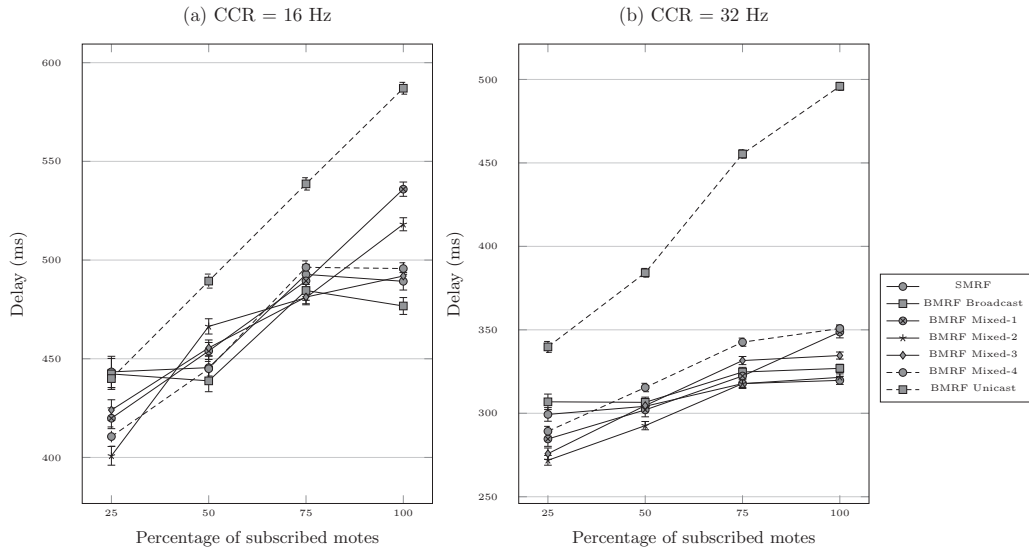 (a) CCR = 16 Hz
600
550
500
450
400
25 50 75 100
Delay (ms)
Percentage of subscribed motes
(b) CCR = 32 Hz
500
450
400
350
300
250
25 50 75 100
Delay (ms)
Percentage of subscribed motes
SMRF
BMRF Broadcast
BMRF Mixed-1
BMRF Mixed-2
BMRF Mixed-3
BMRF Mixed-4
BMRF Unicast